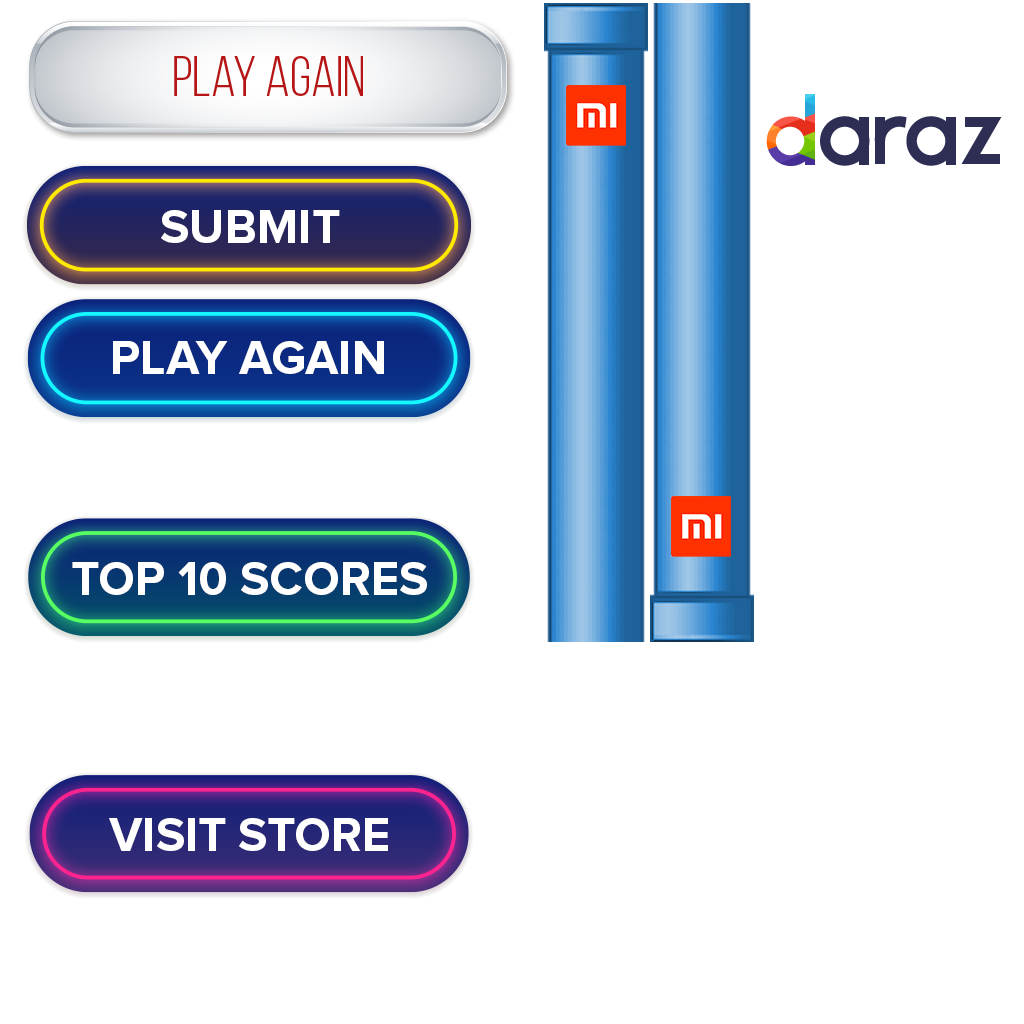 PLAY AGAIN
SUBMIT
PLAY AGAIN
TOP 10 SCORES
VISIT STORE
mi
mi
daraz